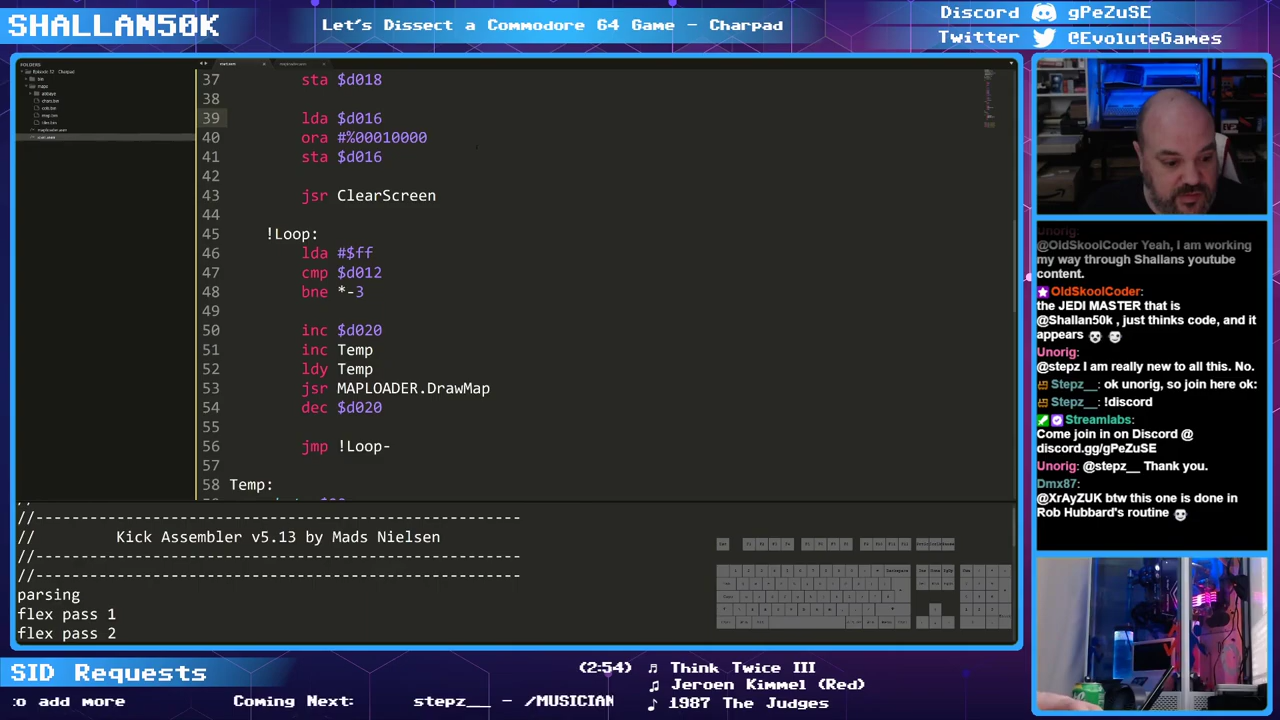 SHALLAN50K
Let's Dissect a Commodore 64 Game - Charpad
Discord gPeZuSE
Twitter @EvoluteGames
FOLDERS
37 sta $d018
38
39 lda $d016
40 ora #%00010000
41 sta $d016
42
43 jsr ClearScreen
44
45 !Loop:
46 lda #$ff
47 cmp $d012
48 bne *-3
49
50 inc $d020
51 inc Temp
52 ldy Temp
53 jsr MAPLOADER.DrawMap
54 dec $d020
55
56 jmp !Loop-
57
58 Temp:
//------------------------------------------------------
// Kick Assembler v5.13 by Mads Nielsen
//------------------------------------------------------
//------------------------------------------------------
parsing
flex pass 1
flex pass 2
Unorig:
@OldSkoolCoder Yeah, I am working
my way through Shallans youtube
content.
OldSkoolCoder:
the JEDI MASTER that is
@Shallan50k , just thinks code, and it
appears
Unorig:
@stepz I am really new to all this. No.
Stepz__: ok unorig, so join here ok:
Stepz__: !discord
Streamlabs:
Come join in on Discord @
discord.gg/gPeZuSE
Unorig: @stepz__ Thank you.
Dmx87:
@XrAyZUK btw this one is done in
Rob Hubbard's routine
SID Requests
to add more Coming Next: stepz__ - /MUSICIAN
(2:54) Think Twice III
Jeroen Kimmel (Red)
1987 The Judges